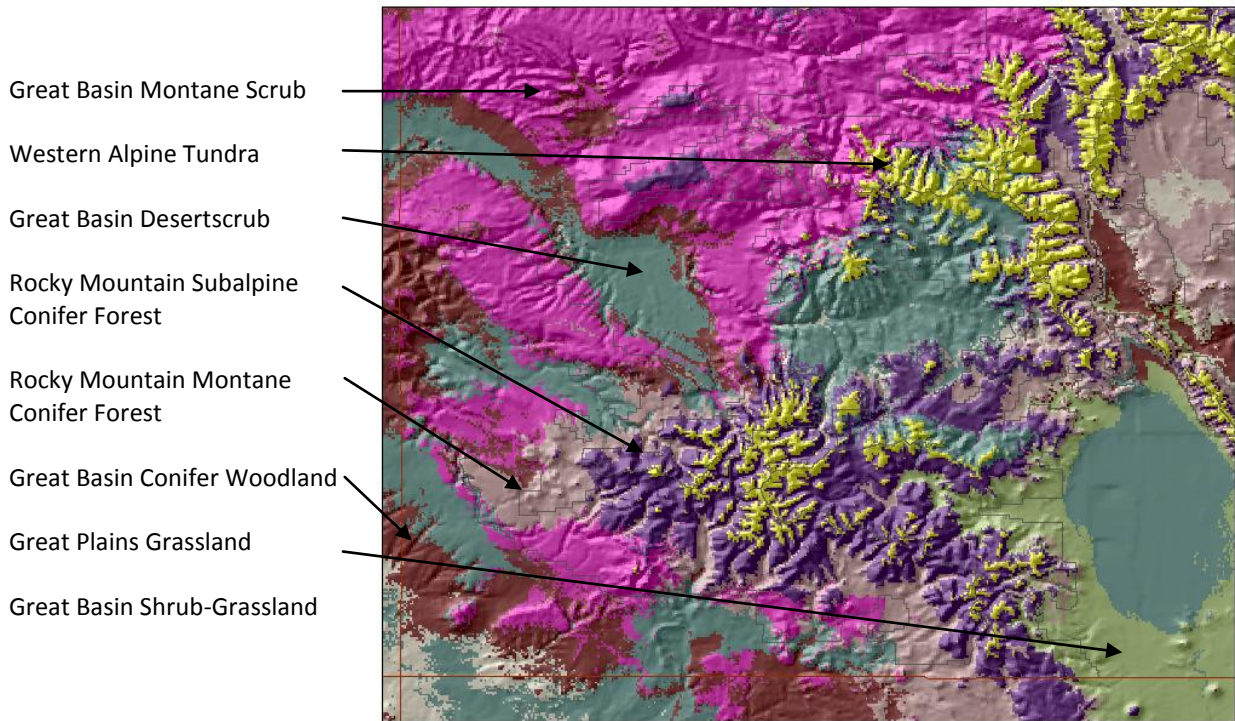 Great Basin Montane Scrub
Western Alpine Tundra
Great Basin Desertscrub
Rocky Mountain Subalpine
Conifer Forest
Rocky Mountain Montane
Conifer Forest
Great Basin Conifer Woodland
Great Plains Grassland
Great Basin Shrub-Grassland